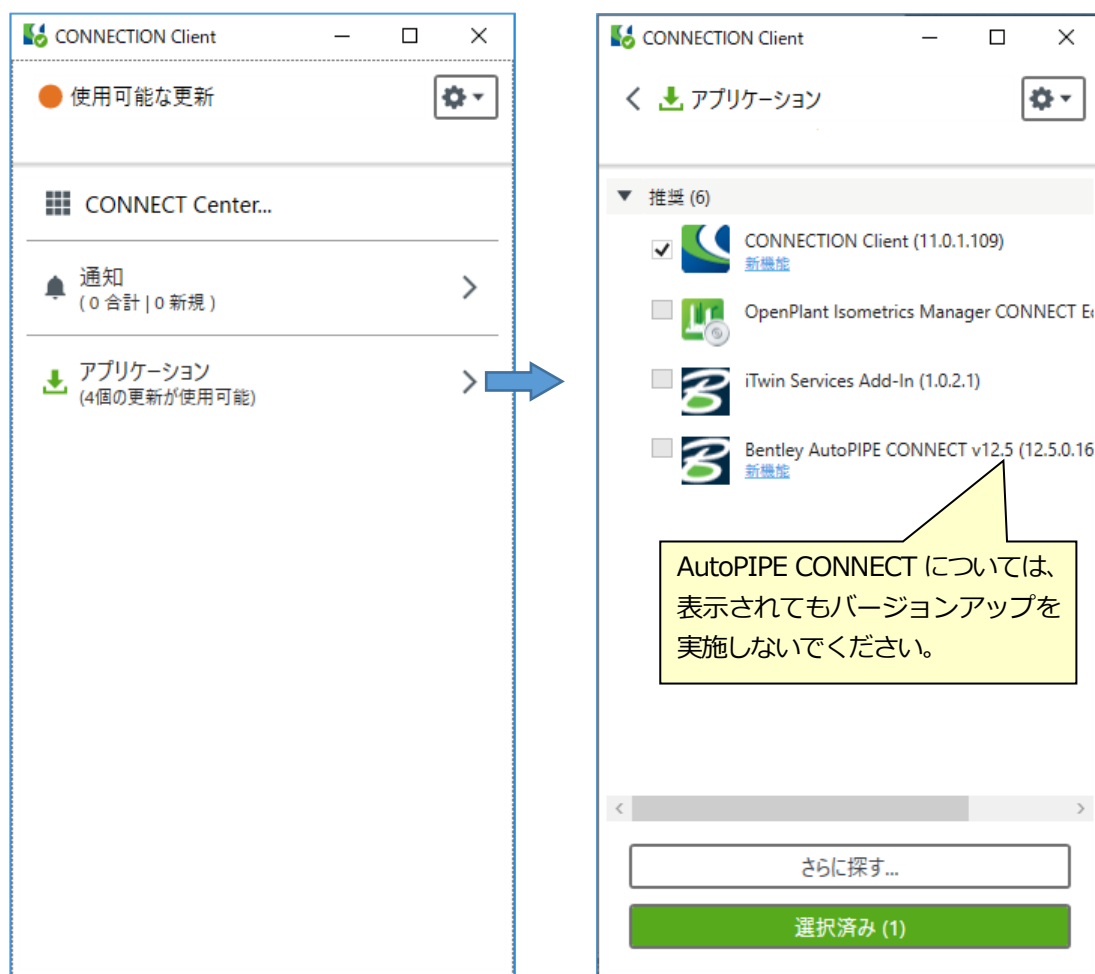 CONNECTION Client
使用可能な更新
CONNECT Center...
通知
( 0 合計 | 0 新規 )
アプリケーション
(4個の更新が使用可能)
CONNECTION Client
アプリケーション
推奨 (6)
CONNECTION Client (11.0.1.109)
新機能
OpenPlant Isometrics Manager CONNECT
iTwin Services Add-In (1.0.2.1)
Bentley AutoPIPE CONNECT v12.5 (12.5.0.16
新機能
AutoPIPE CONNECT については、
表示されてもバージョンアップを
実施しないでください。
さらに探す...
選択済み (1)